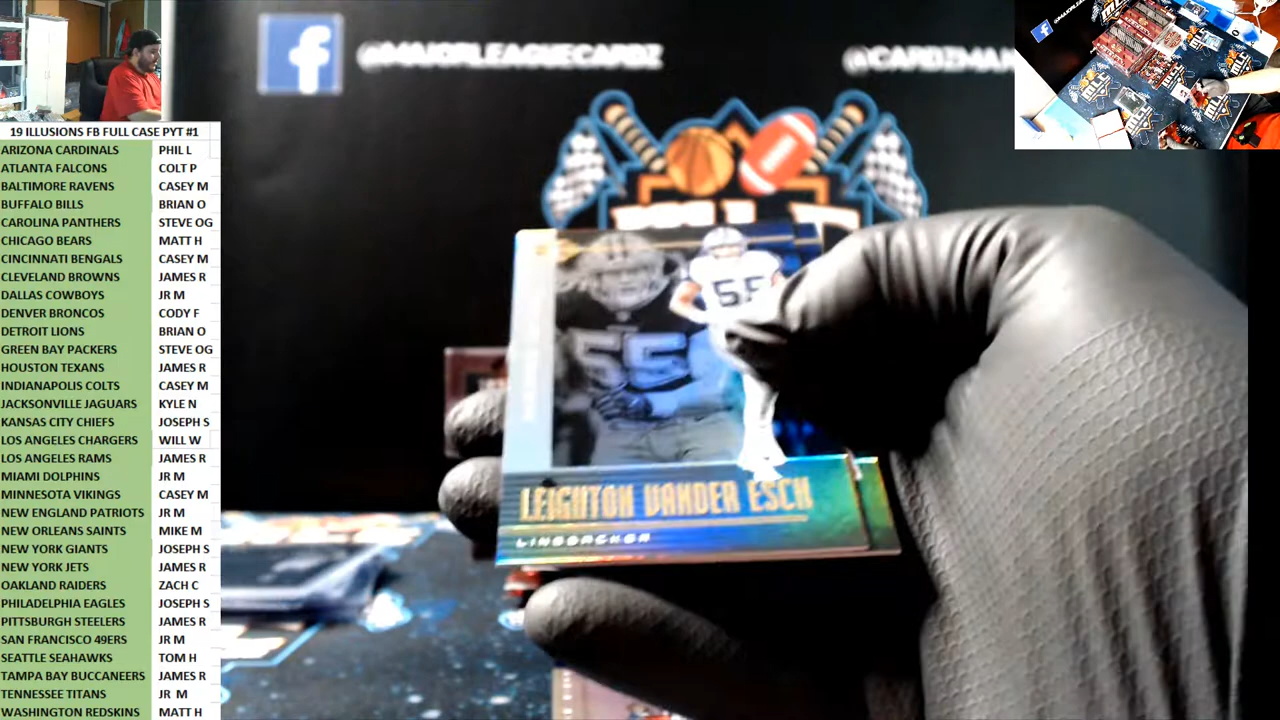 @MAJORLEAGUECARDZ
@CARDZMAN
19 ILLUSIONS FB FULL CASE PYT #1
ARIZONA CARDINALS PHIL L
ATLANTA FALCONS COLT P
BALTIMORE RAVENS CASEY M
BUFFALO BILLS BRIAN O
CAROLINA PANTHERS STEVE OG
CHICAGO BEARS MATT H
CINCINNATI BENGALS CASEY M
CLEVELAND BROWNS JAMES R
DALLAS COWBOYS JR M
DENVER BRONCOS CODY F
DETROIT LIONS BRIAN O
GREEN BAY PACKERS STEVE OG
HOUSTON TEXANS JAMES R
INDIANAPOLIS COLTS CASEY M
JACKSONVILLE JAGUARS KYLE N
KANSAS CITY CHIEFS JOSEPH S
LOS ANGELES CHARGERS WILL W
LOS ANGELES RAMS JAMES R
MIAMI DOLPHINS JR M
MINNESOTA VIKINGS CASEY M
NEW ENGLAND PATRIOTS JR M
NEW ORLEANS SAINTS MIKE M
NEW YORK GIANTS JOSEPH S
NEW YORK JETS JAMES R
OAKLAND RAIDERS ZACH C
PHILADELPHIA EAGLES JOSEPH S
PITTSBURGH STEELERS JAMES R
SAN FRANCISCO 49ERS JR M
SEATTLE SEAHAWKS TOM H
TAMPA BAY BUCCANEERS JAMES R
TENNESSEE TITANS JR M
WASHINGTON REDSKINS MATT H
55
55
LEIGHTON VANDER ESCH
LINEBACKER
MLC